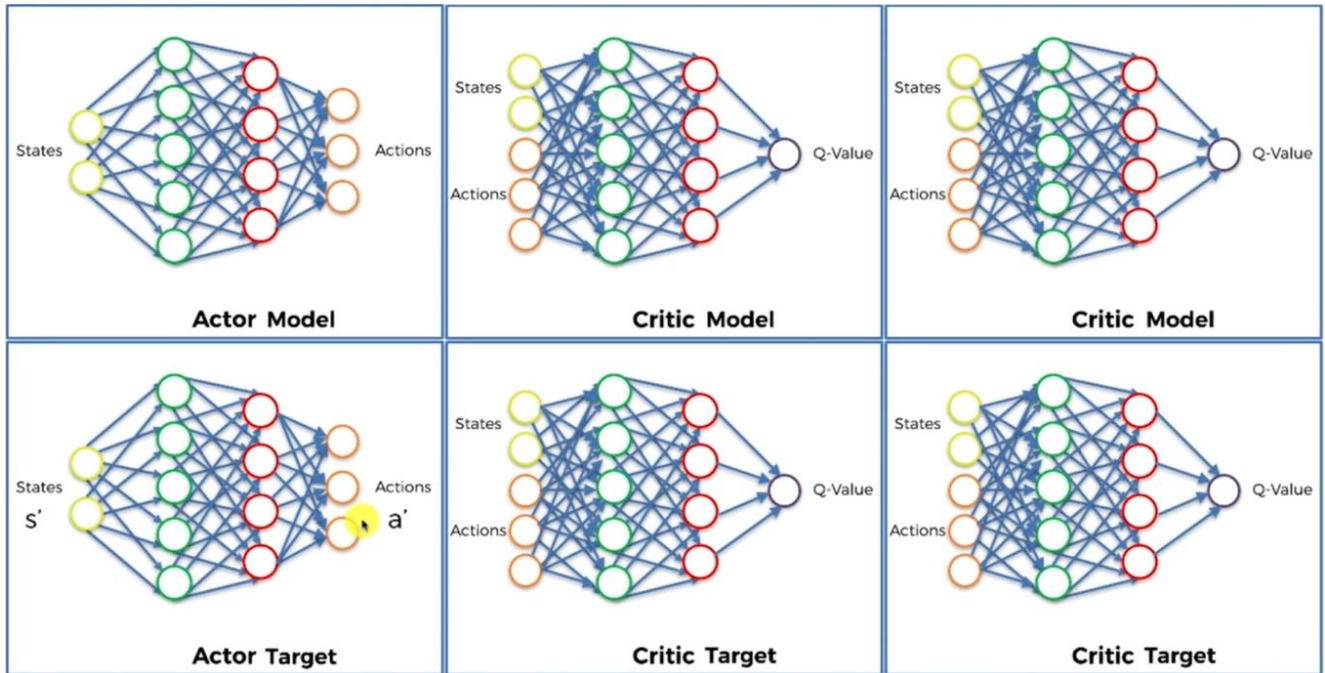 States
Actions
Actor Model
States
Actions
Q-Value
Critic Model
States
Actions
Q-Value
Critic Model
States
s'
Actions
a'
Actor Target
States
Actions
Q-Value
Critic Target
States
Actions
Q-Value
Critic Target